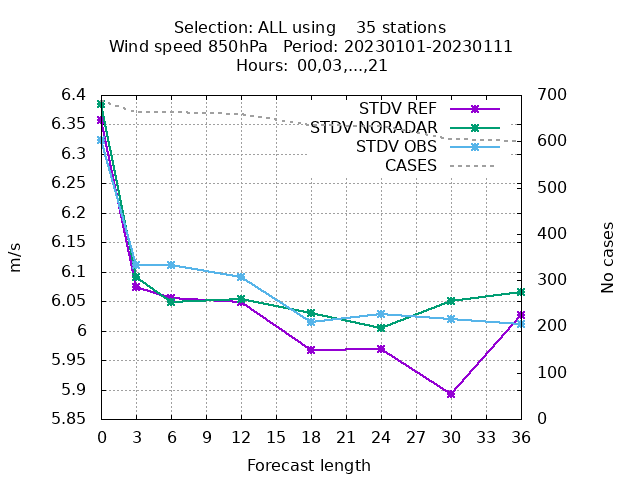 Selection: ALL using    35 stations
Wind speed 850hPa   Period: 20230101-20230111
Hours: 00,03,...,21
6.4
6.35
6.3
6.25
6.2
6.15
6.1
6.05
6
5.95
5.9
5.85
m/s
STDV REF
STDV NORADAR
STDV OBS
CASES
700
600
500
400
300
200
100
0
No cases
0 3 6 9 12 15 18 21 24 27 30 33 36
Forecast length